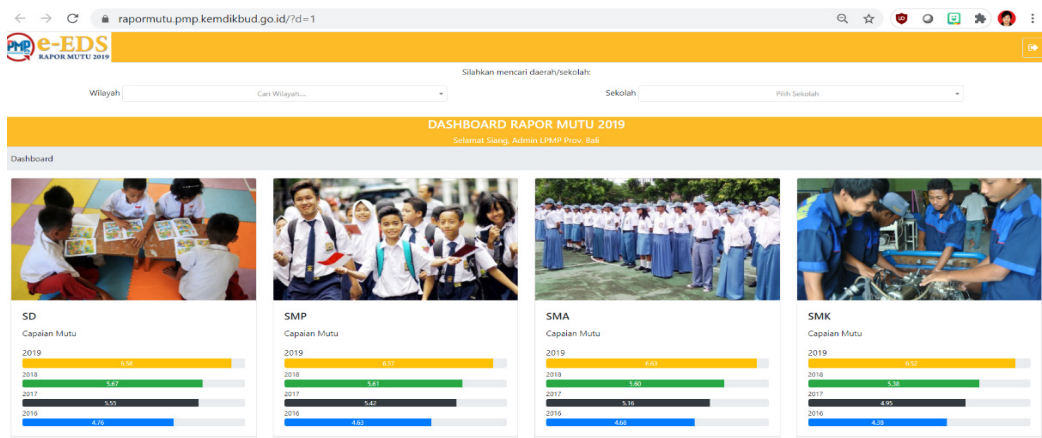 rapormutu.pmp.kemdikbud.go.id/?d=1
PMP e-EDS
RAPOR MUTU 2019
Silahkan mencari daerah/sekolah:
Wilayah Cari Wilayah... Sekolah Pilih Sekolah
DASHBOARD RAPOR MUTU 2019
Selamat Siang, Admin LPMP Prov. Bali
Dashboard
SD
Capaian Mutu
2019
6.58
2018
5.67
2017
5.55
2016
4.76
SMP
Capaian Mutu
2019
6.57
2018
5.61
2017
5.42
2016
4.63
SMA
Capaian Mutu
2019
6.63
2018
5.60
2017
5.16
2016
4.68
SMK
Capaian Mutu
2019
6.52
2018
5.38
2017
4.95
2016
4.38